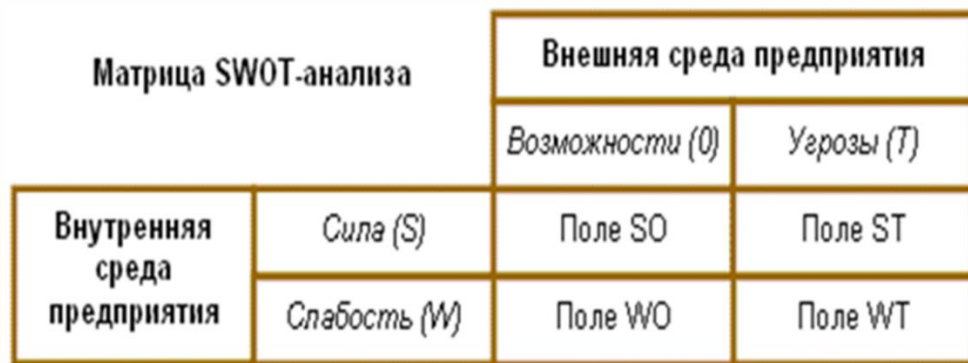 Матрица SWOT-анализа
Внешняя среда предприятия
Возможности (0)
Угрозы (T)
Внутренняя
среда
предприятия
Сила (S)
Поле SO
Поле ST
Слабость (W)
Поле WO
Поле WT